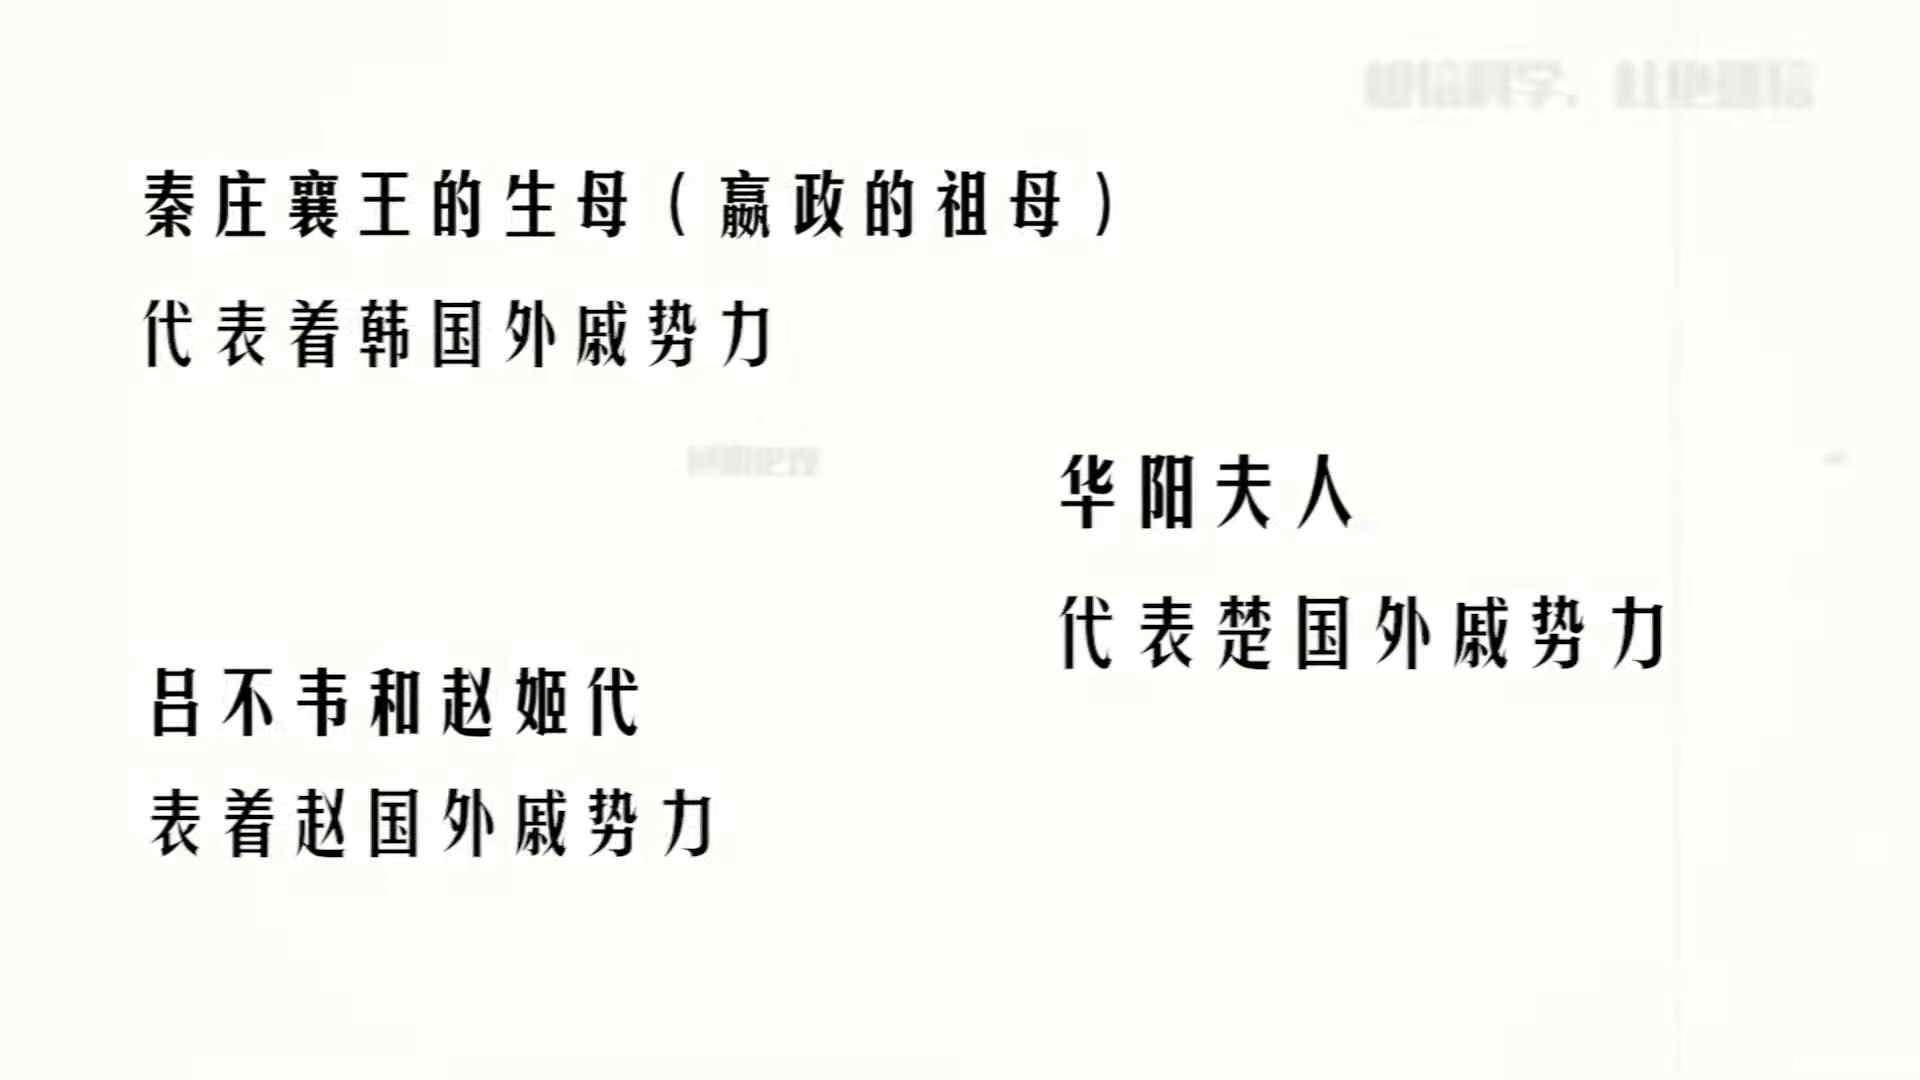 秦庄襄王的生母（嬴政的祖母）
代表着韩国外戚势力
华阳夫人
代表楚国外戚势力
吕不韦和赵姬代
表着赵国外戚势力